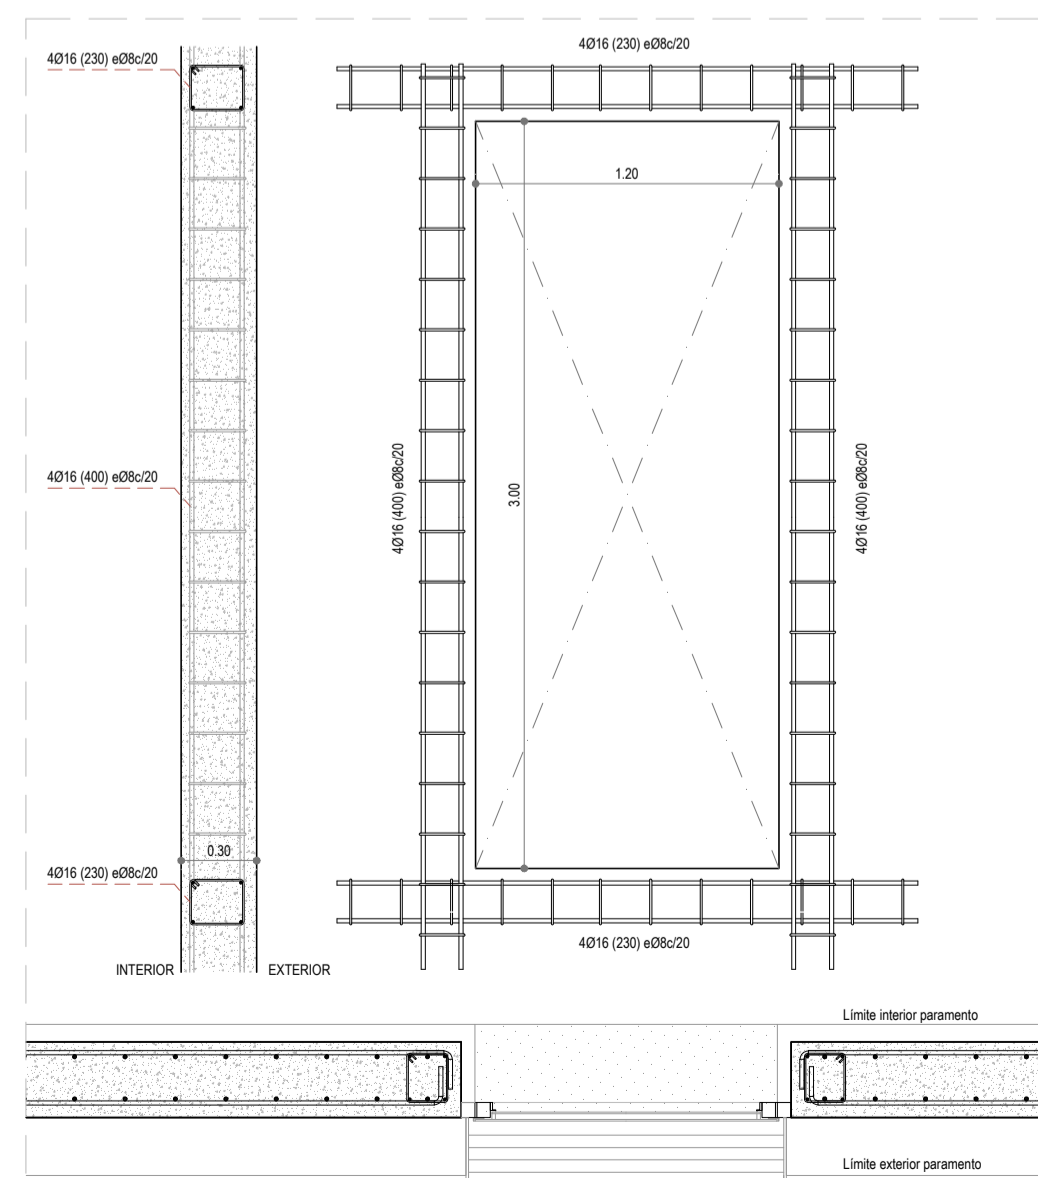 4Ø16 (230) eØ8c/20
4Ø16 (230) eØ8c/20
1.20
4Ø16 (400) eØ8c/20
4Ø16 (400) eØ8c/20
3.00
4Ø16 (400) eØ8c/20
0.30
4Ø16 (230) eØ8c/20
4Ø16 (230) eØ8c/20
INTERIOR
EXTERIOR
Límite interior paramento
Límite exterior paramento